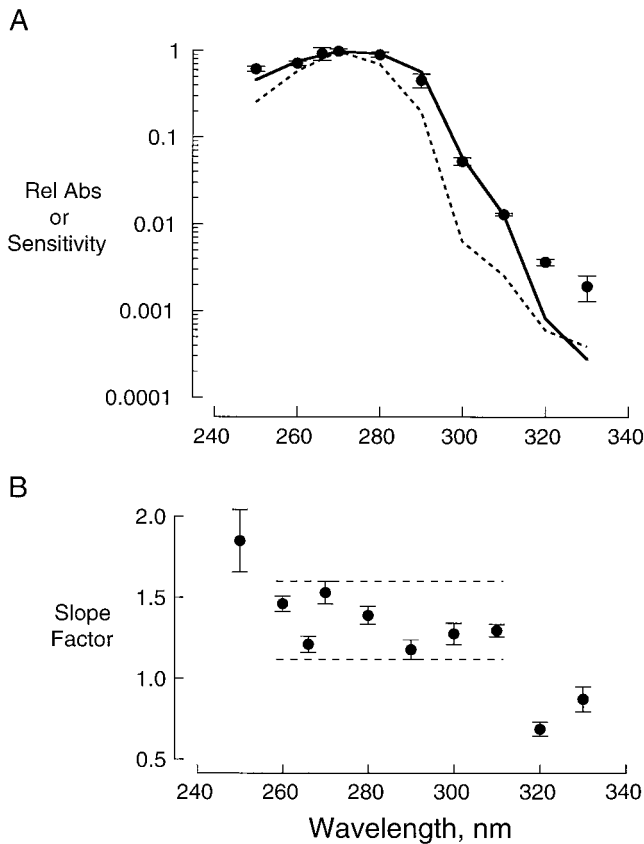 A
1
0.1
0.01
0.001
0.0001
Rel Abs
or
Sensitivity
240 260 280 300 320 340
B
2.0
1.5
1.0
0.5
Slope
Factor
240 260 280 300 320 340
Wavelength, nm